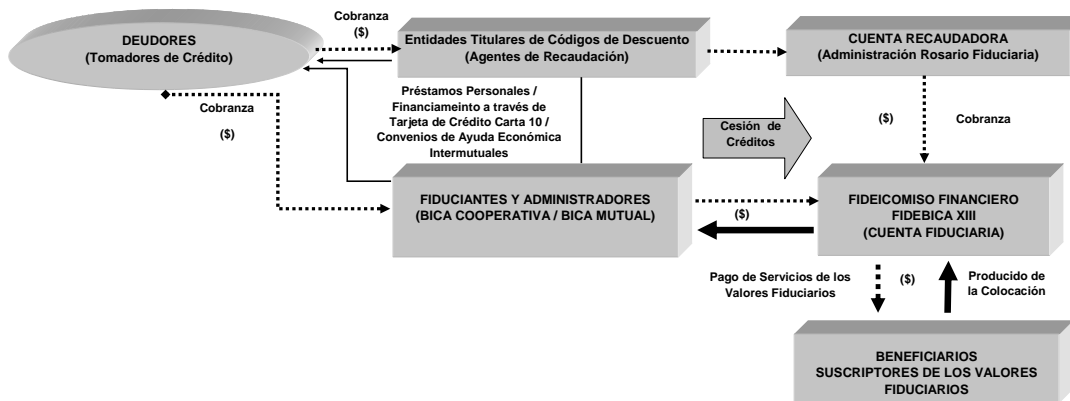 DEUDORES
(Tomadores de Crédito)
Cobranza
($)
Entidades Titulares de Códigos de Descuento
(Agentes de Recaudación)
CUENTA RECAUDADORA
(Administración Rosario Fiduciaria)
Cobranza
($)
Préstamos Personales /
Financiameinto a través de
Tarjeta de Crédito Carta 10 /
Convenios de Ayuda Económica
Intermutuales
Cesión de
Créditos
($)
Cobranza
FIDUCIANTES Y ADMINISTRADORES
(BICA COOPERATIVA / BICA MUTUAL)
($)
FIDEICOMISO FINANCIERO
FIDEBICA XIII
(CUENTA FIDUCIARIA)
Pago de Servicios de los
Valores Fiduciarios
($)
Producido de
la Colocación
BENEFICIARIOS
SUSCRIPTORES DE LOS VALORES
FIDUCIARIOS